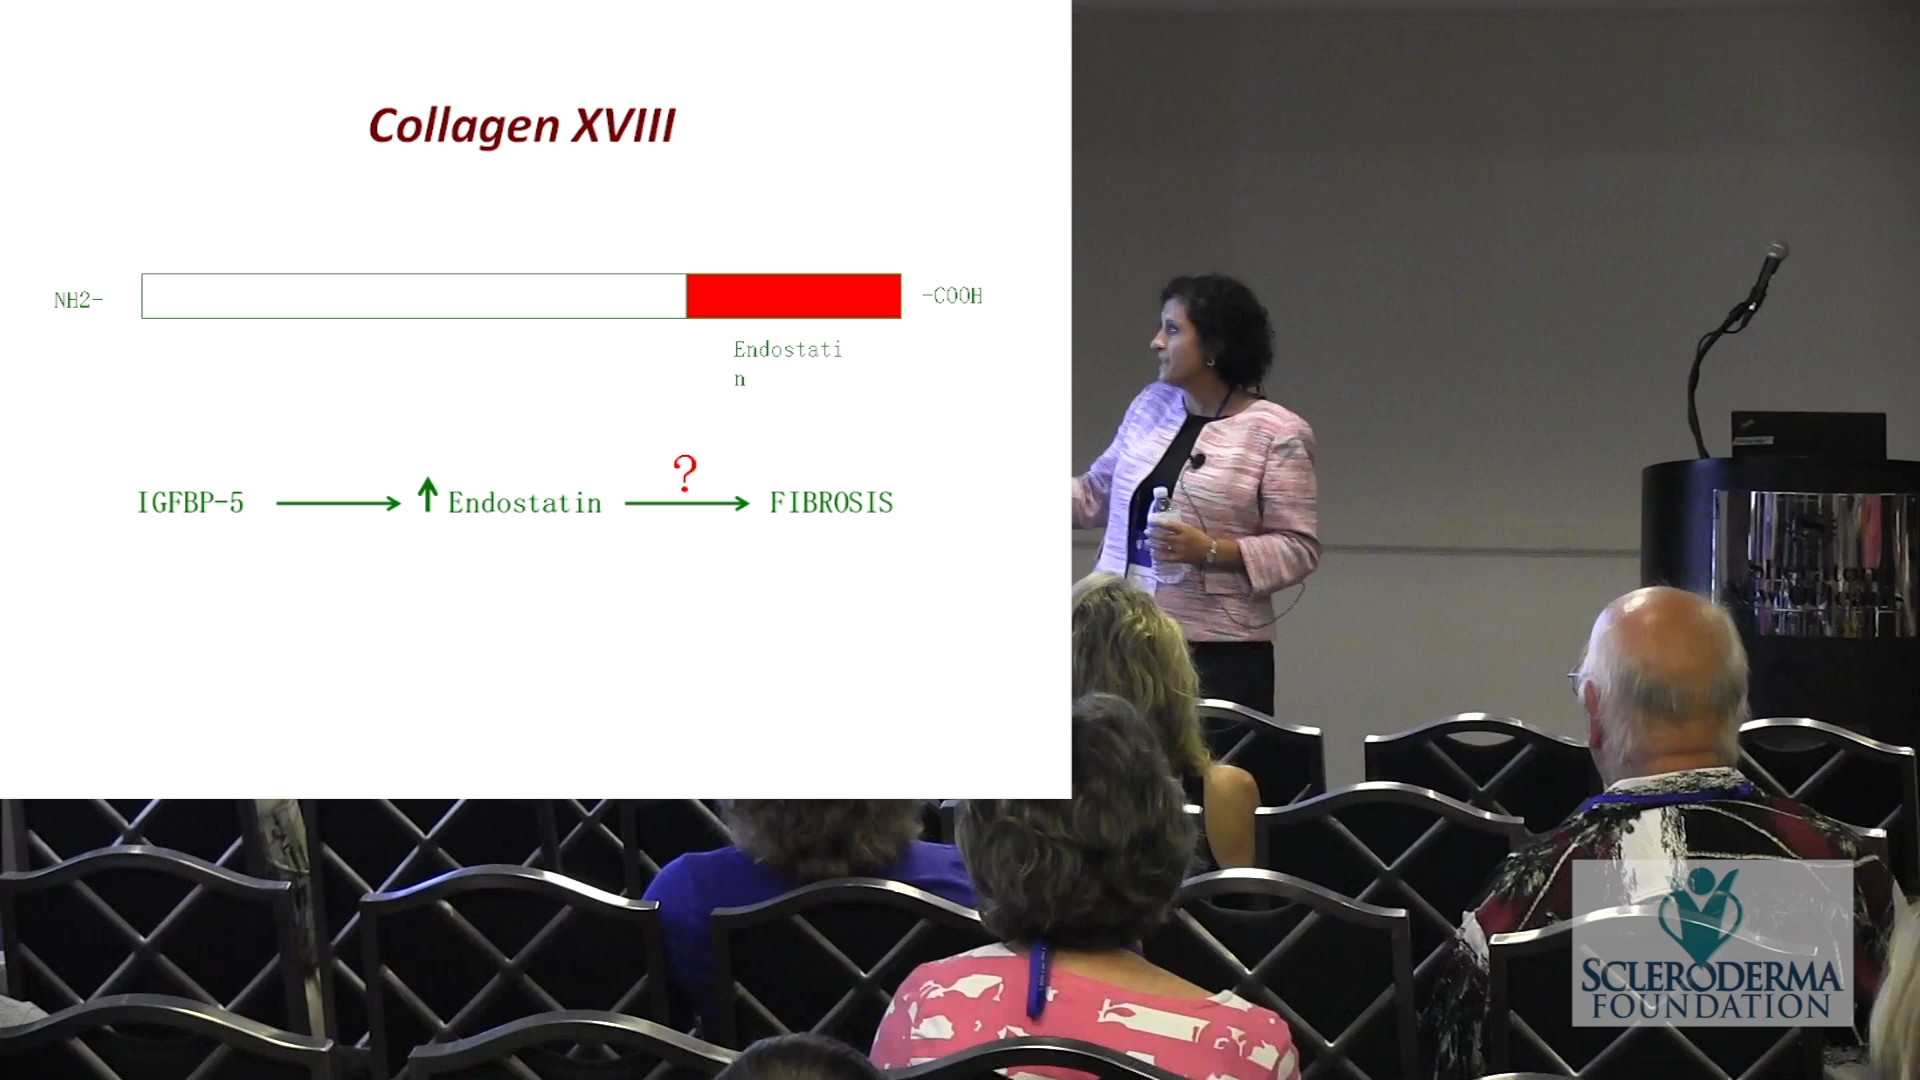 Collagen XVIII
NH2-
-COOH
Endostati
n
?
IGFBP-5 → ↑ Endostatin → FIBROSIS
SCLERODERMA
FOUNDATION